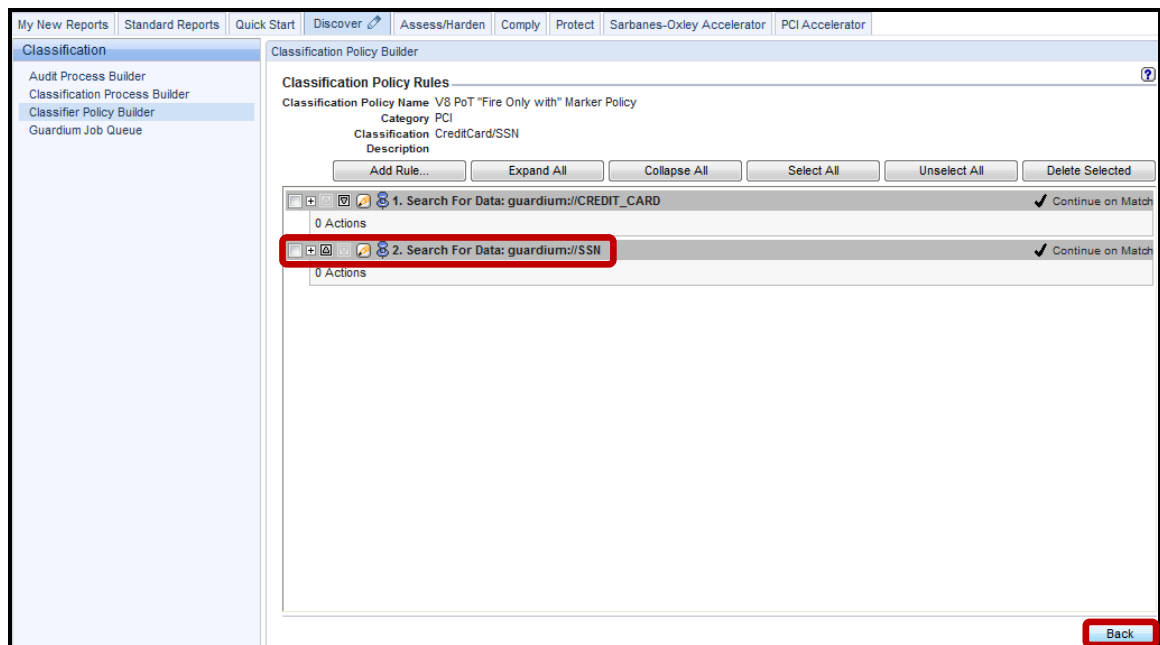 My New Reports Standard Reports Quick Start Discover Assess/Harden Comply Protect Sarbanes-Oxley Accelerator PCI Accelerator
Classification
Audit Process Builder
Classification Process Builder
Classifier Policy Builder
Guardium Job Queue
Classification Policy Builder
?
Classification Policy Rules
Classification Policy Name V8 PoT "Fire Only with" Marker Policy
Category PCI
Classification CreditCard/SSN
Description
Add Rule... Expand All Collapse All Select All Unselect All Delete Selected
1. Search For Data: guardium://CREDIT_CARD Continue on Match
0 Actions
2. Search For Data: guardium://SSN Continue on Match
0 Actions
Back